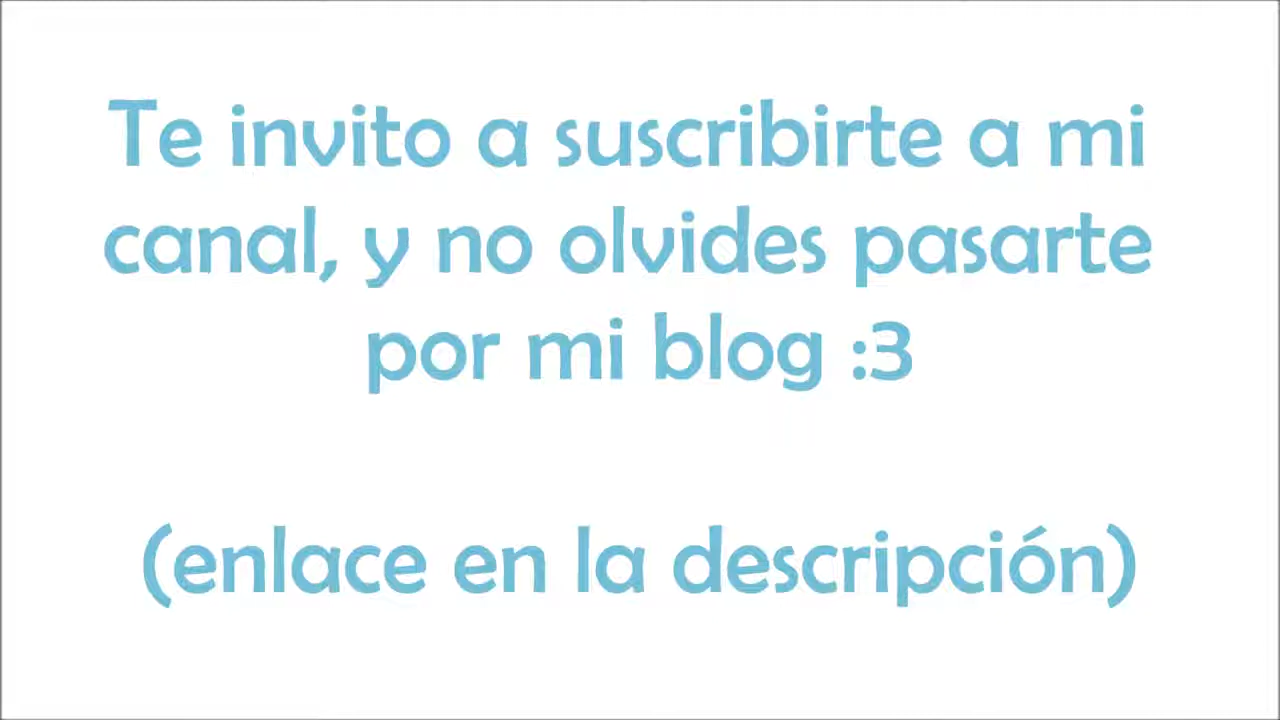 Te invito a suscribirte a mi
canal, y no olvides pasarte
por mi blog :3
(enlace en la descripción)